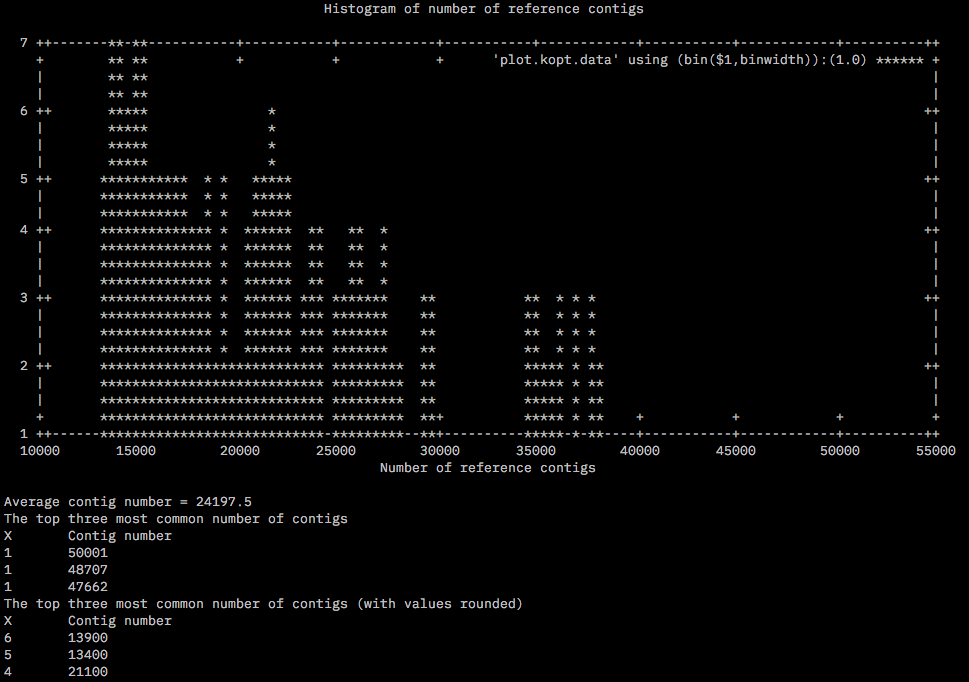 Histogram of number of reference contigs
7
'plot.kopt.data' using (bin($1,binwidth)):(1.0) ******
6
5
4
3
2
1
10000 15000 20000 25000 30000 35000 40000 45000 50000 55000
Number of reference contigs
Average contig number = 24197.5
The top three most common number of contigs
X Contig number
1 50001
1 48707
1 47662
The top three most common number of contigs (with values rounded)
X Contig number
6 13900
5 13400
4 21100